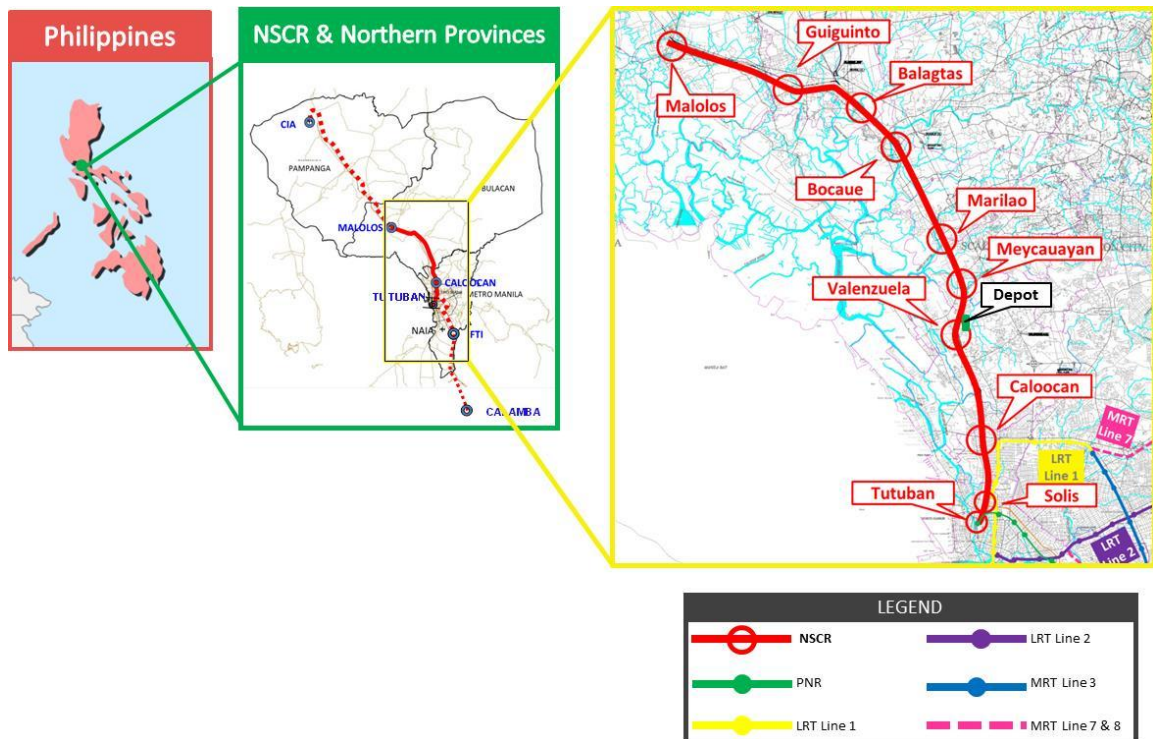 Philippines
NSCR & Northern Provinces
CIA
PAMPANGA
BULACAN
MALOLOS
CALOOCAN
TUTUBAN
METRO MANILA
NAIA
FTI
CALAMBA
Guiguinto
Balagtas
Malolos
Bocaue
Marilao
Meycauayan
Valenzuela
Depot
Caloocan
MRT
Line 7
LRT
Line 1
Tutuban
Solis
LRT
Line 2
LEGEND
NSCR
LRT Line 2
PNR
MRT Line 3
LRT Line 1
MRT Line 7 & 8